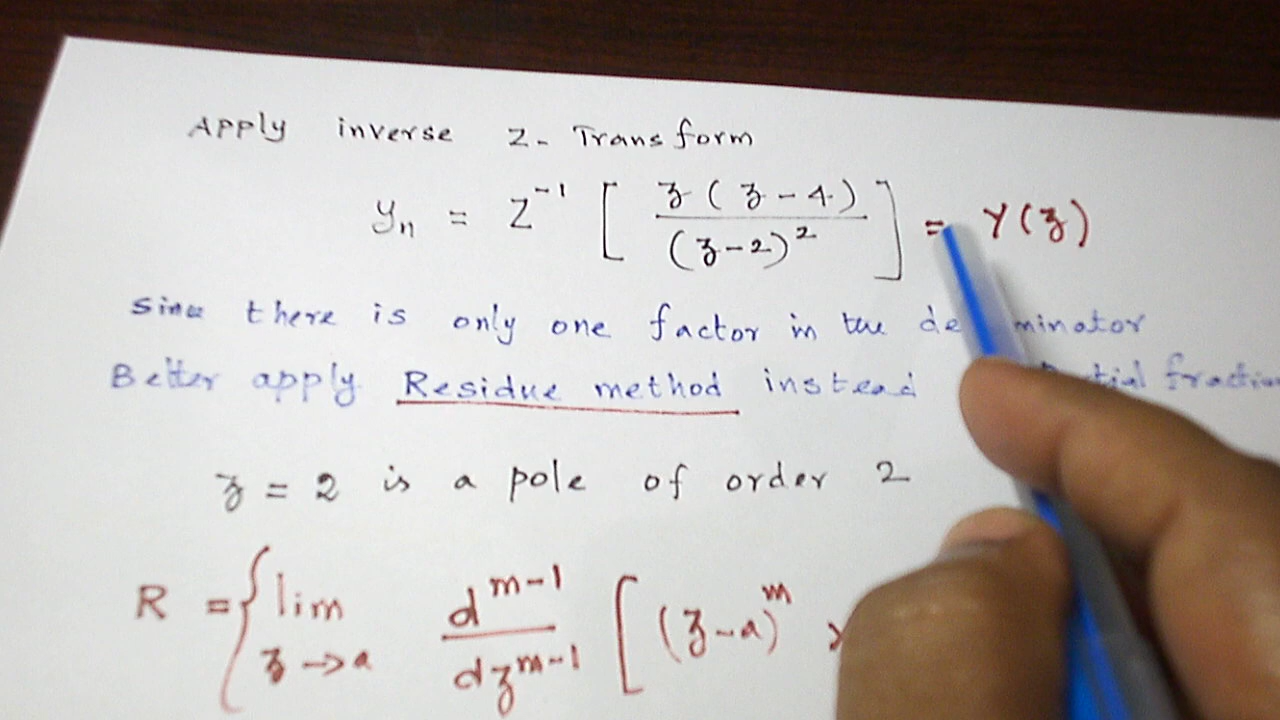 Apply inverse Z-Transform
yₙ = Z⁻¹ [ z(z-4) / (z-2)² ] = Y(z)
Since there is only one factor in the
Better apply Residue method instead
z = 2 is a pole of order 2
R = { lim z→a d^(m-1)/dz^(m-1) [ (z-a)^m